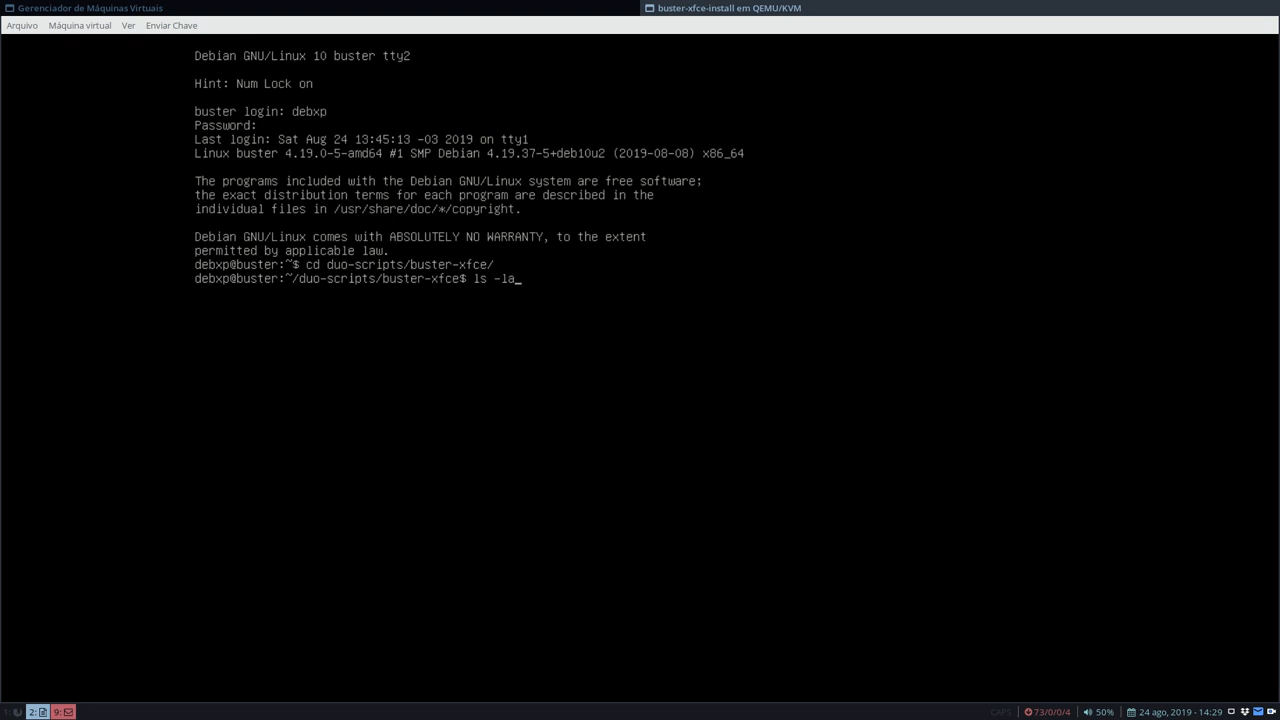 Gerenciador de Máquinas Virtuais
buster-xfce-install em QEMU/KVM
Arquivo Máquina virtual Ver Enviar Chave
Debian GNU/Linux 10 buster tty2
Hint: Num Lock on
buster login: debxp
Password:
Last login: Sat Aug 24 13:45:13 -03 2019 on tty1
Linux buster 4.19.0-5-amd64 #1 SMP Debian 4.19.37-5+deb10u2 (2019-08-08) x86_64
The programs included with the Debian GNU/Linux system are free software;
the exact distribution terms for each program are described in the
individual files in /usr/share/doc/*/copyright.
Debian GNU/Linux comes with ABSOLUTELY NO WARRANTY, to the extent
permitted by applicable law.
debxp@buster:~$ cd duo-scripts/buster-xfce/
debxp@buster:~/duo-scripts/buster-xfce$ ls -la_
1: 2: 9: CAPS 73/0/0/4 50% 24 ago, 2019 - 14:29